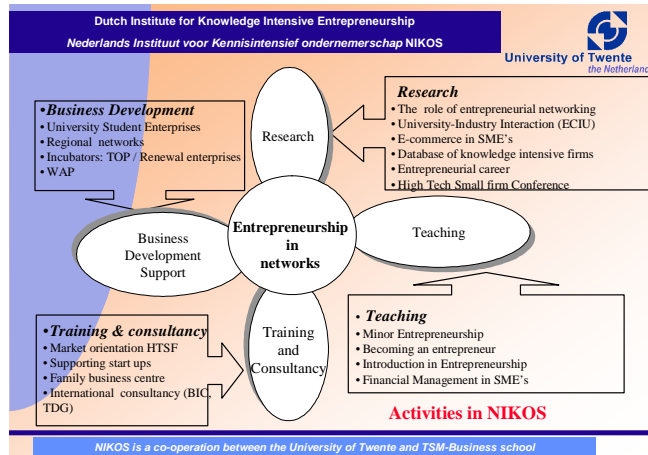 Dutch Institute for Knowledge Intensive Entrepreneurship
Nederlands Instituut voor Kennisintensief ondernemerschap NIKOS
University of Twente
the Netherland
•Business Development
• University Student Enterprises
• Regional networks
• Incubators: TOP / Renewal enterprises
• WAP
Research
Research
• The role of entrepreneurial networking
• University-Industry Interaction (ECIU)
• E-commerce in SME's
• Database of knowledge intensive firms
• Entrepreneurial career
• High Tech Small firm Conference
Business
Development
Support
Entrepreneurship
in
networks
Teaching
•Training & consultancy
• Market orientation HTSF
• Supporting start ups
• Family business centre
• International consultancy (BIC,
TDG)
Training
and
Consultancy
• Teaching
• Minor Entrepreneurship
• Becoming an entrepreneur
• Introduction in Entrepreneurship
• Financial Management in SME's
Activities in NIKOS
NIKOS is a co-operation between the University of Twente and TSM-Business school